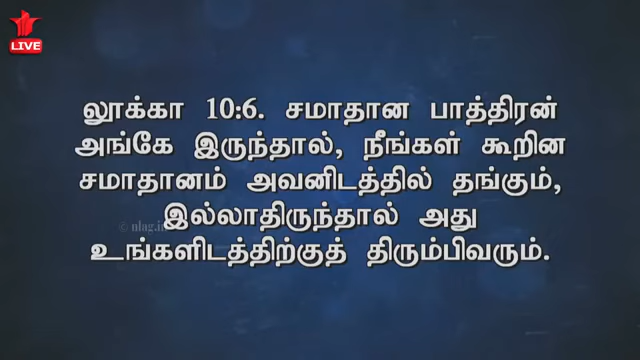 LIVE
லூக்கா 10:6. சமாதான பாத்திரன்
அங்கே இருந்தால், நீங்கள் கூறின
சமாதானம் அவனிடத்தில் தங்கும்,
இல்லாதிருந்தால் அது
உங்களிடத்திற்குத் திரும்பிவரும்.